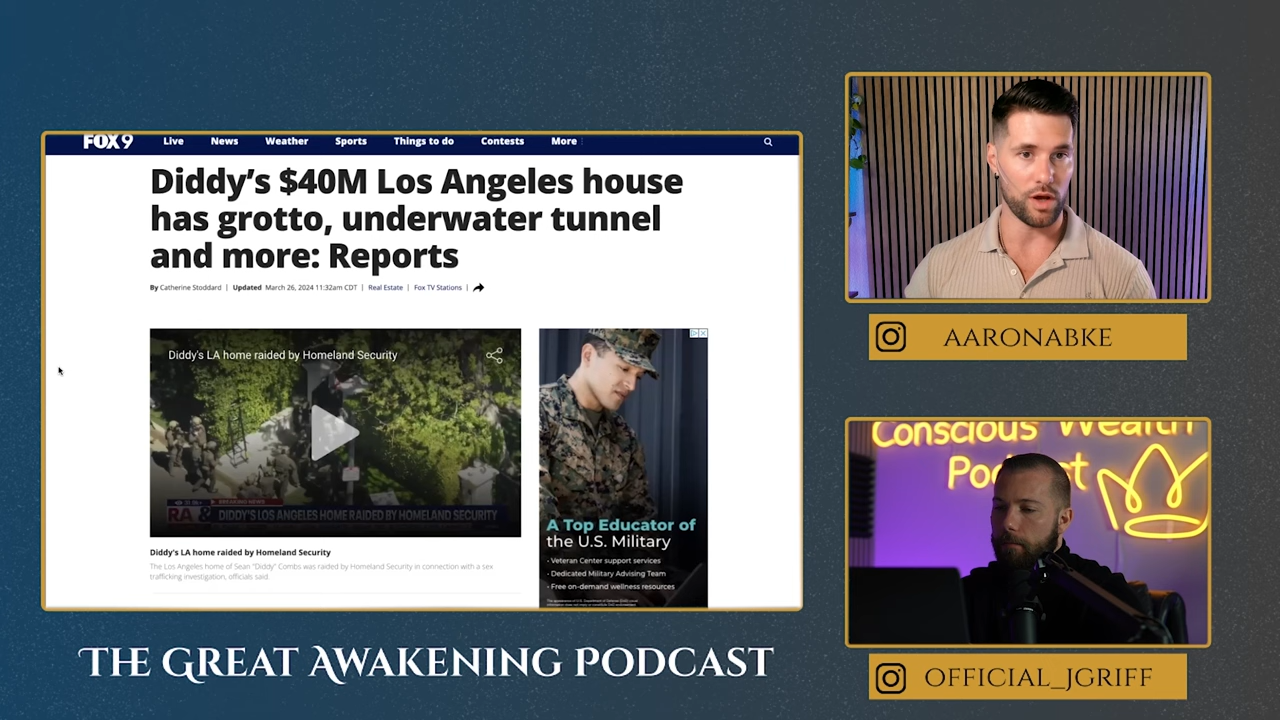 FOX 9 Live News Weather Sports Things to do Contests More
Diddy's $40M Los Angeles house
has grotto, underwater tunnel
and more: Reports
By Catherine Stoddard | Updated March 26, 2024 11:32am CDT | Real Estate | Fox TV Stations |
Diddy's LA home raided by Homeland Security
BREAKING NEWS
DIDDY'S LOS ANGELES HOME RAIDED BY HOMELAND SECURITY
Diddy's LA home raided by Homeland Security
The Los Angeles home of Sean "Diddy" Combs was raided by Homeland Security in connection with a sex
trafficking investigation, officials said.
A Top Educator of
the U.S. Military
• Veteran Center support services
• Dedicated Military Advising Team
• Free on-demand wellness resources
THE GREAT AWAKENING PODCAST
AARONABKE
Conscious Wealth
Podcast
OFFICIAL_JGRIFF